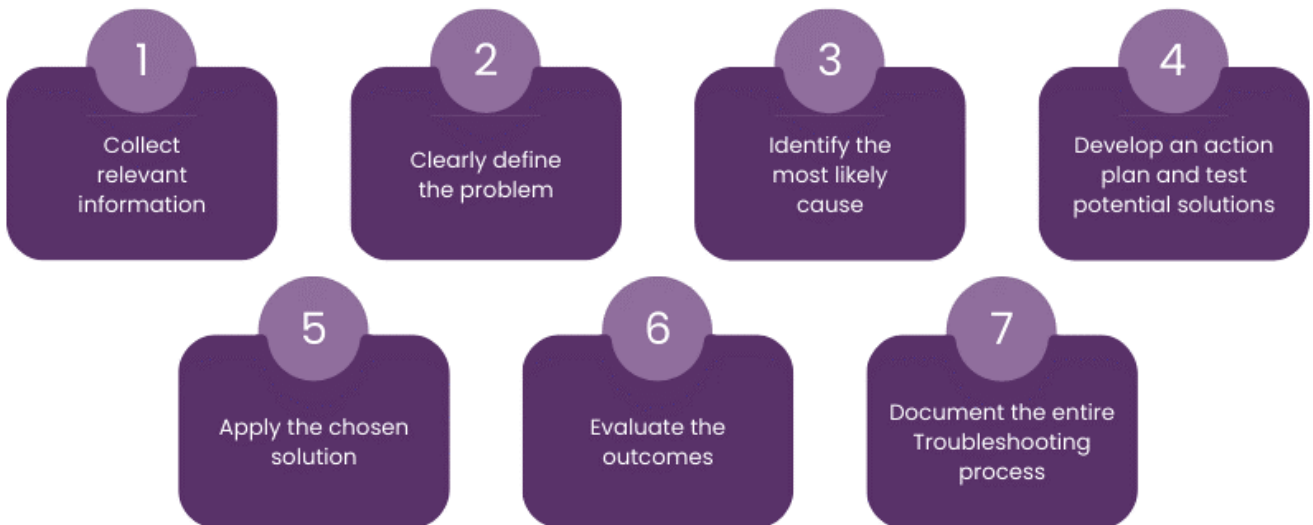 1
Collect
relevant
information
2
Clearly define
the problem
3
Identify the
most likely
cause
4
Develop an action
plan and test
potential solutions
5
Apply the chosen
solution
6
Evaluate the
outcomes
7
Document the entire
Troubleshooting
process